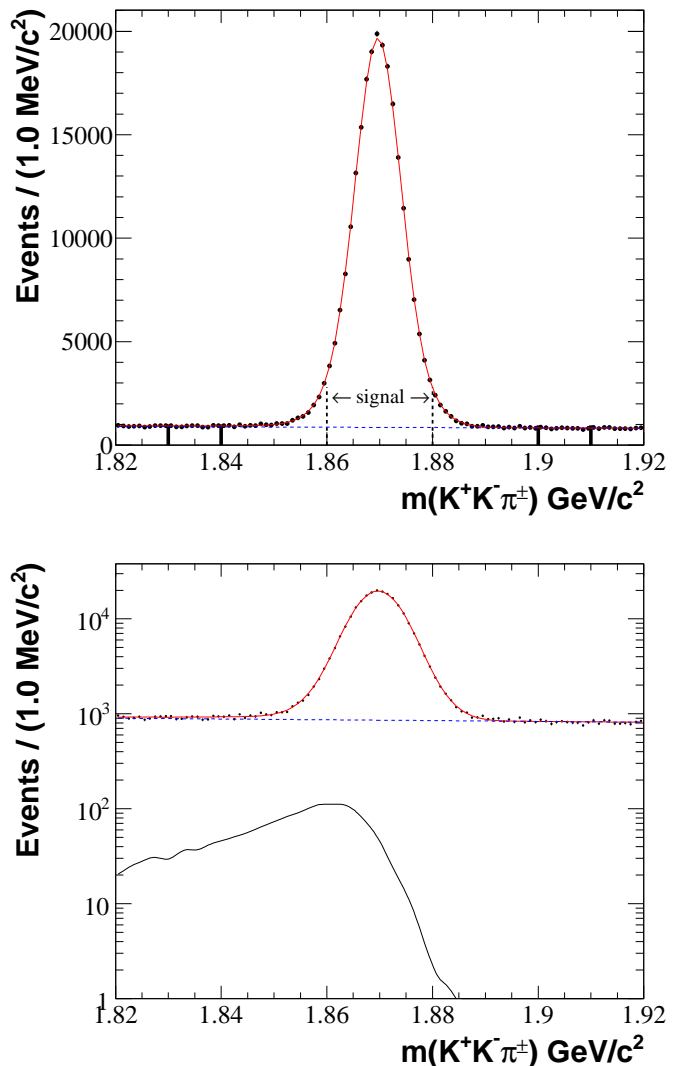 Events / (1.0 MeV/c²)
20000
15000
10000
5000
0
← signal →
1.82 1.84 1.86 1.88 1.9 1.92
m(K⁺K⁻π±) GeV/c²
Events / (1.0 MeV/c²)
10⁴
10³
10²
10
1
1.82 1.84 1.86 1.88 1.9 1.92
m(K⁺K⁻π±) GeV/c²